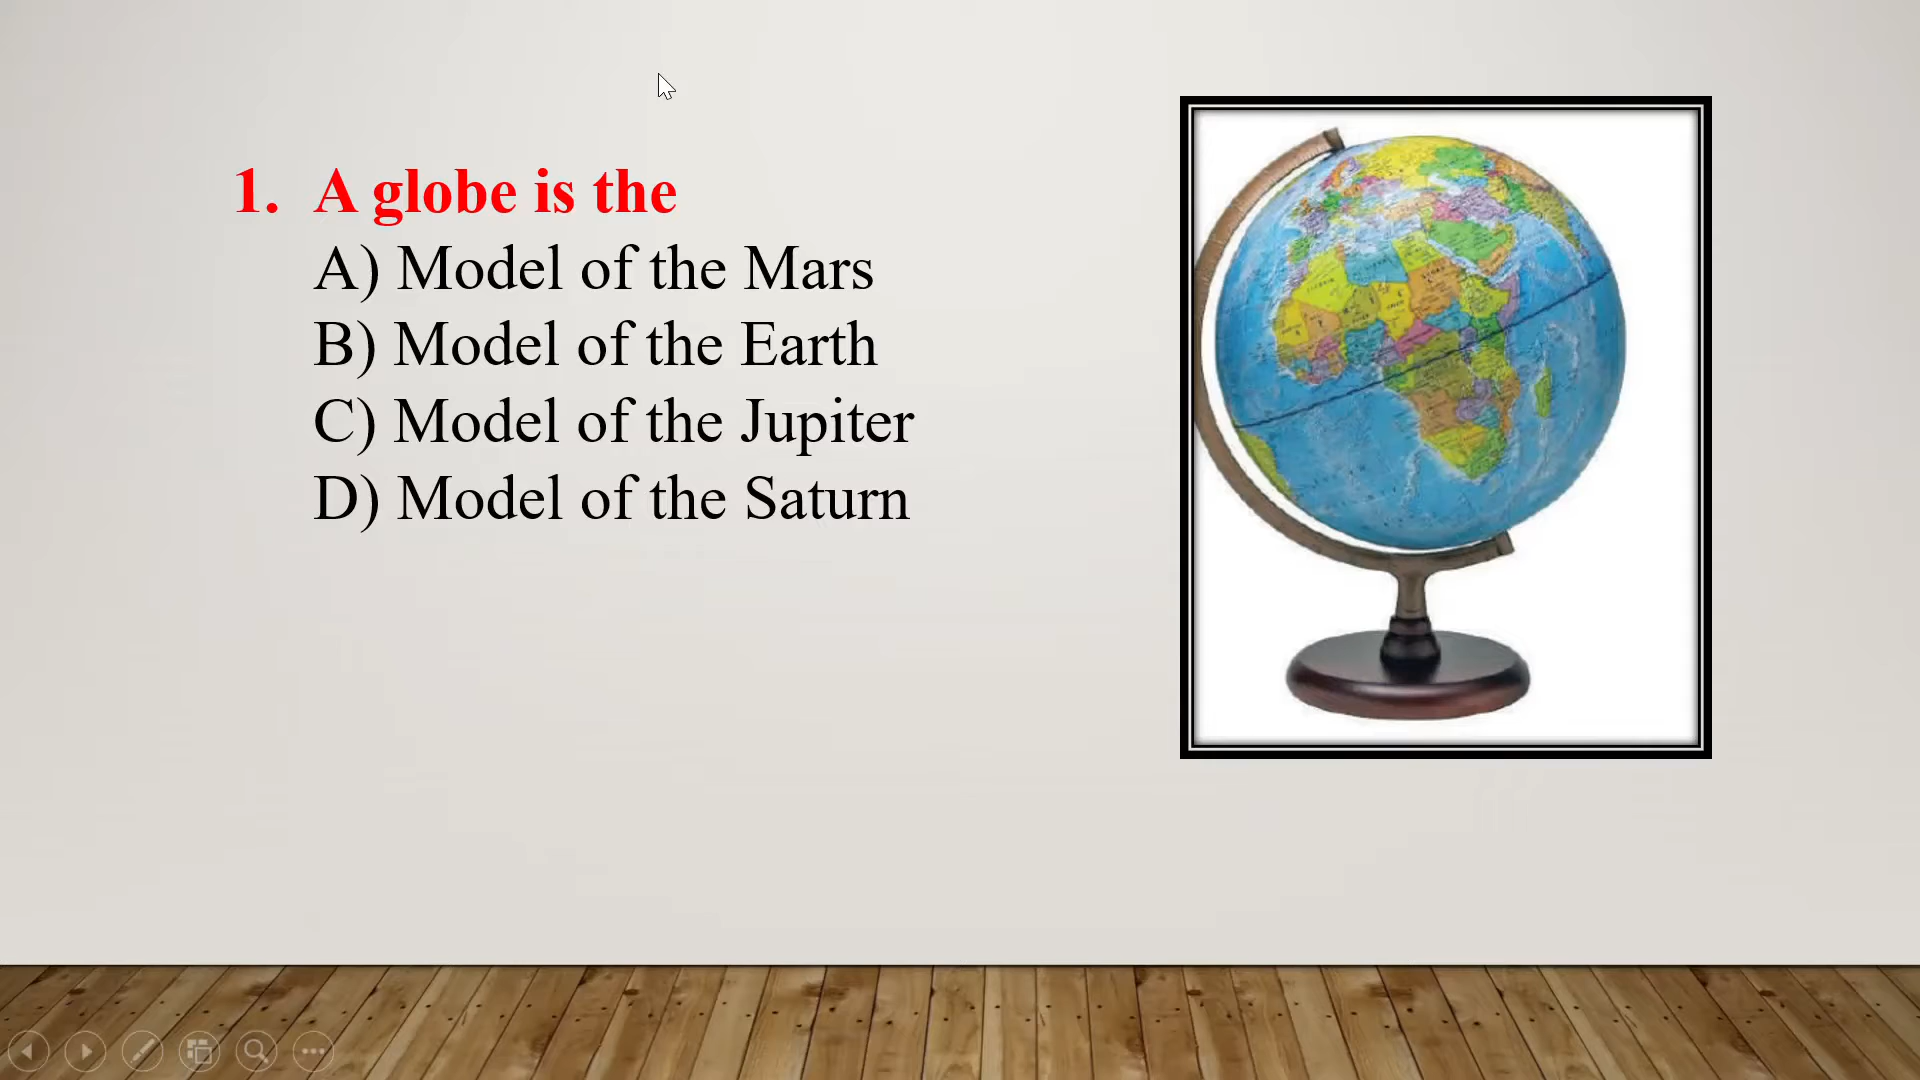 1. A globe is the
A) Model of the Mars
B) Model of the Earth
C) Model of the Jupiter
D) Model of the Saturn